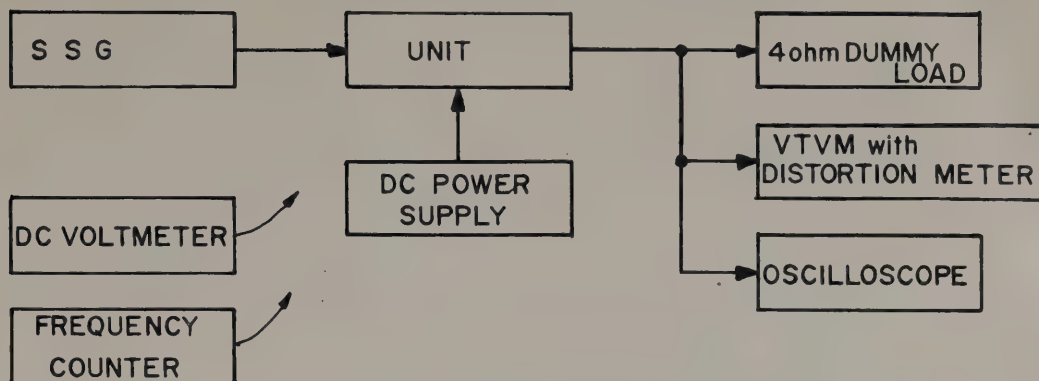 S S G
UNIT
4ohm DUMMY
LOAD
VTVM with
DISTORTION METER
DC POWER
SUPPLY
DC VOLTMETER
OSCILLOSCOPE
FREQUENCY
COUNTER